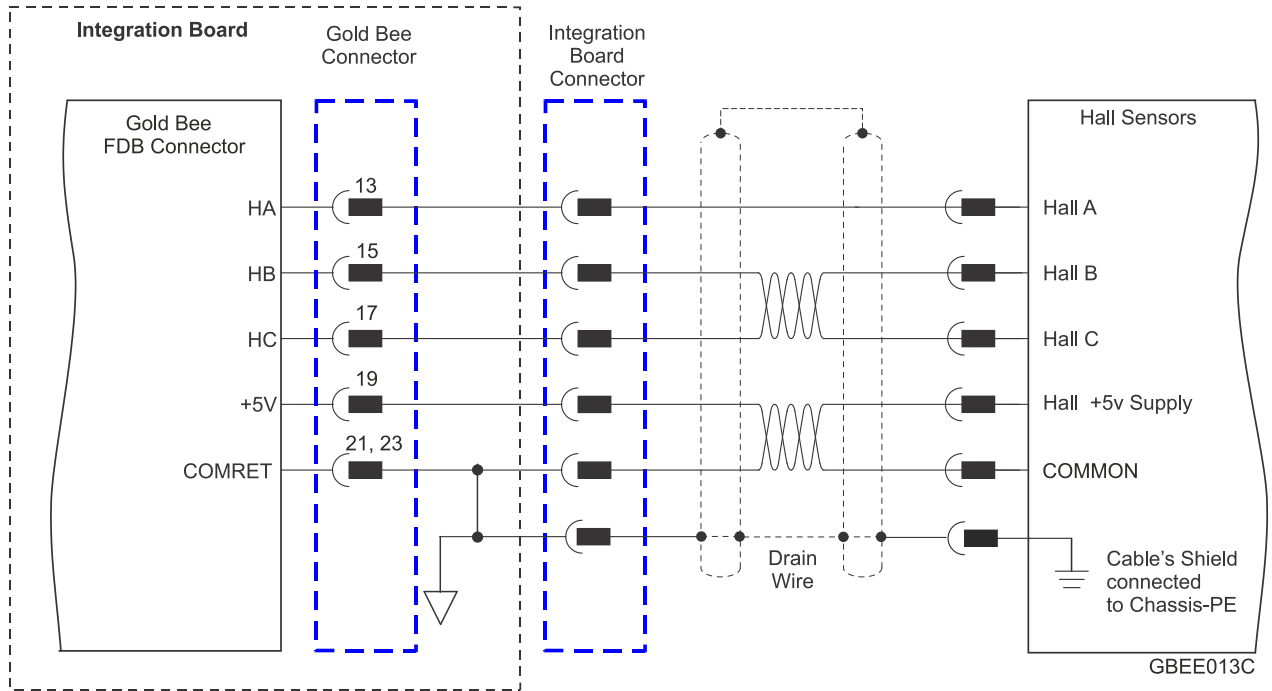 Integration Board
Gold Bee
Connector
Integration
Board
Connector
Gold Bee
FDB Connector
Hall Sensors
13
HA
Hall A
15
HB
Hall B
17
HC
Hall C
19
+5V
Hall +5v Supply
21, 23
COMRET
COMMON
Drain
Wire
Cable's Shield
connected
to Chassis-PE
GBEE013C